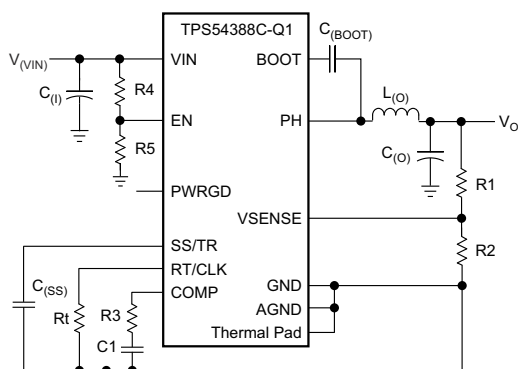 TPS54388C-Q1
C(BOOT)
V(VIN)
VIN
BOOT
C(I)
R4
L(O)
EN
PH
VO
C(O)
R5
R1
PWRGD
VSENSE
SS/TR
R2
C(SS)
RT/CLK
GND
COMP
Rt
R3
AGND
C1
Thermal Pad